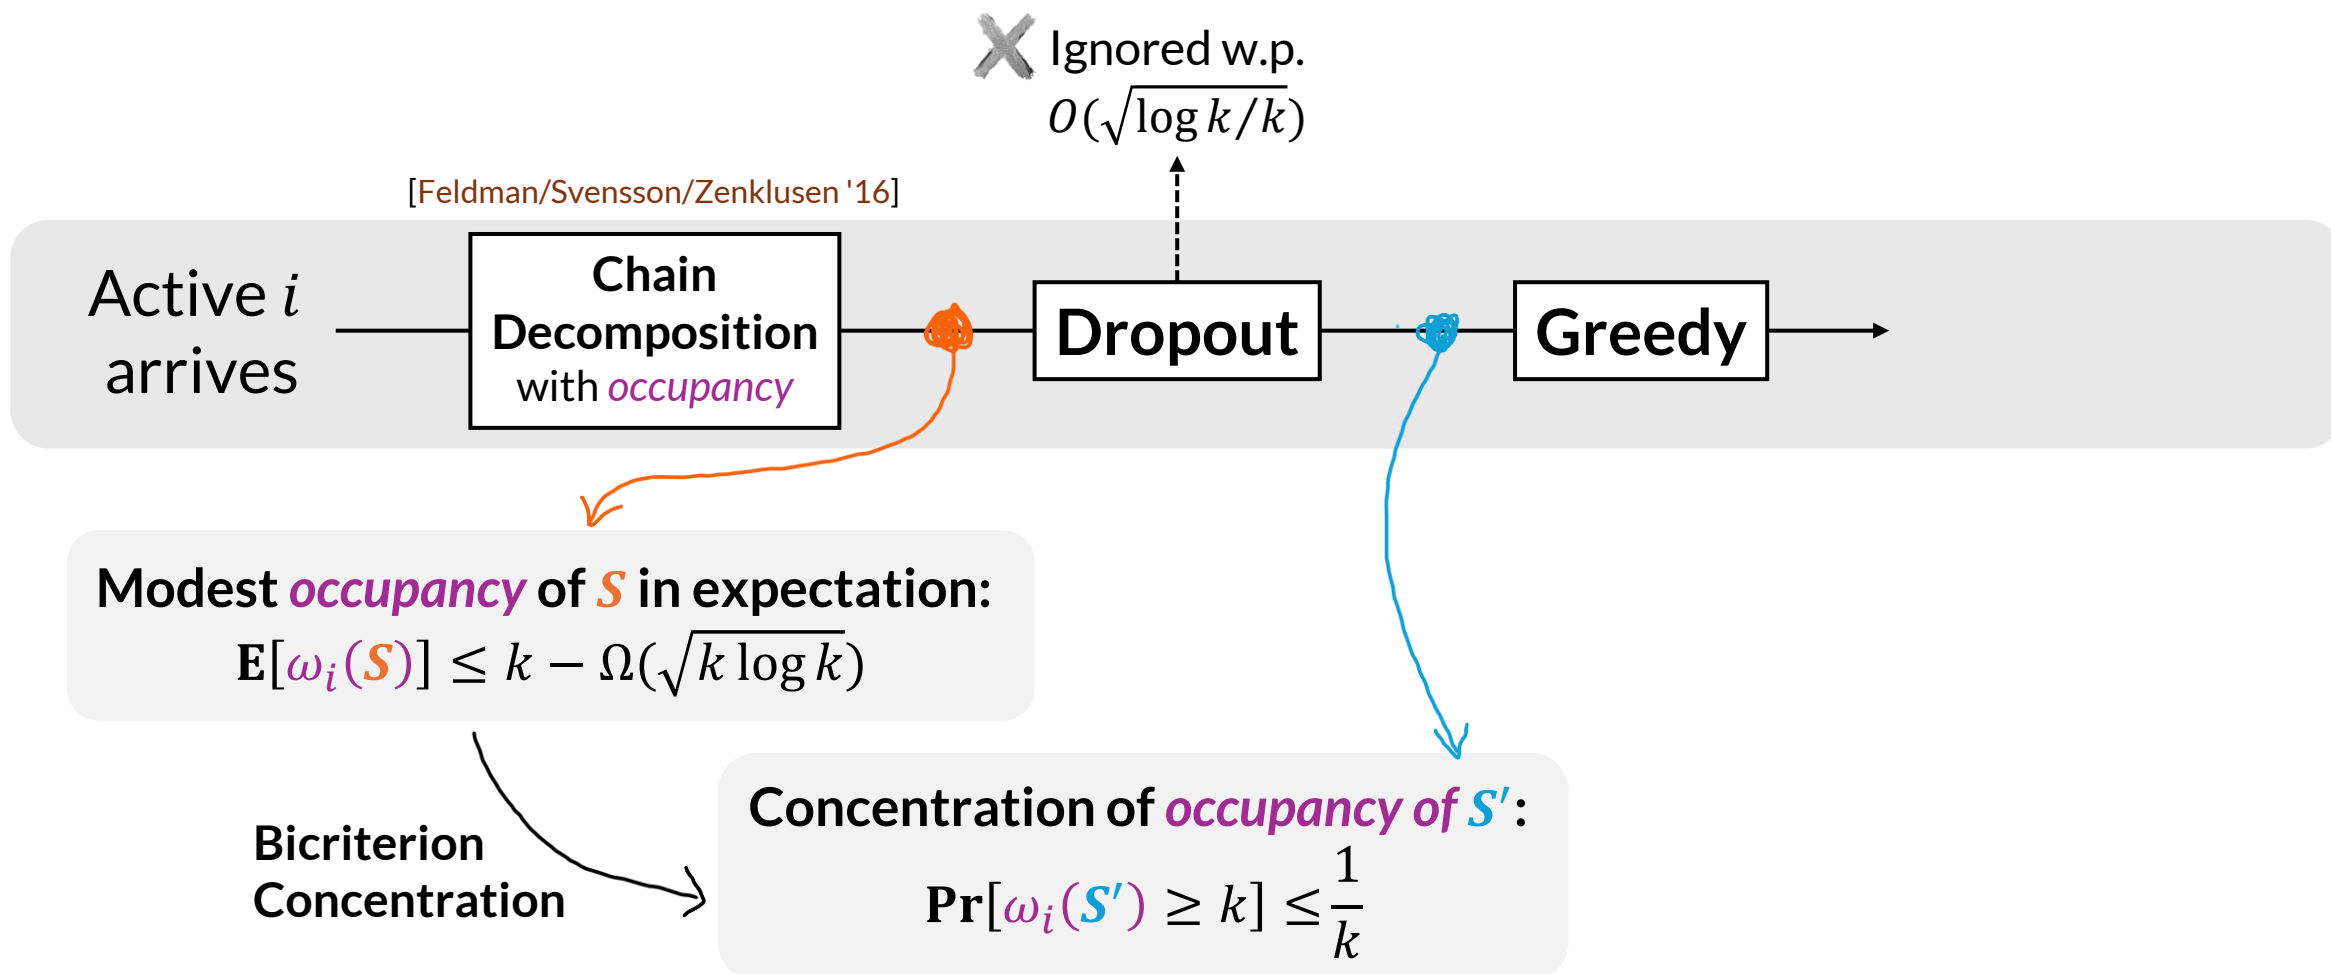 Ignored w.p.
O(√(log k/k))
[Feldman/Svensson/Zenklusen '16]
Active i
arrives
Chain
Decomposition
with occupancy
Dropout
Greedy
Modest occupancy of S in expectation:
E[ω_i(S)] ≤ k − Ω(√(k log k))
Bicriterion
Concentration
Concentration of occupancy of S′:
Pr[ω_i(S′) ≥ k] ≤ 1/k